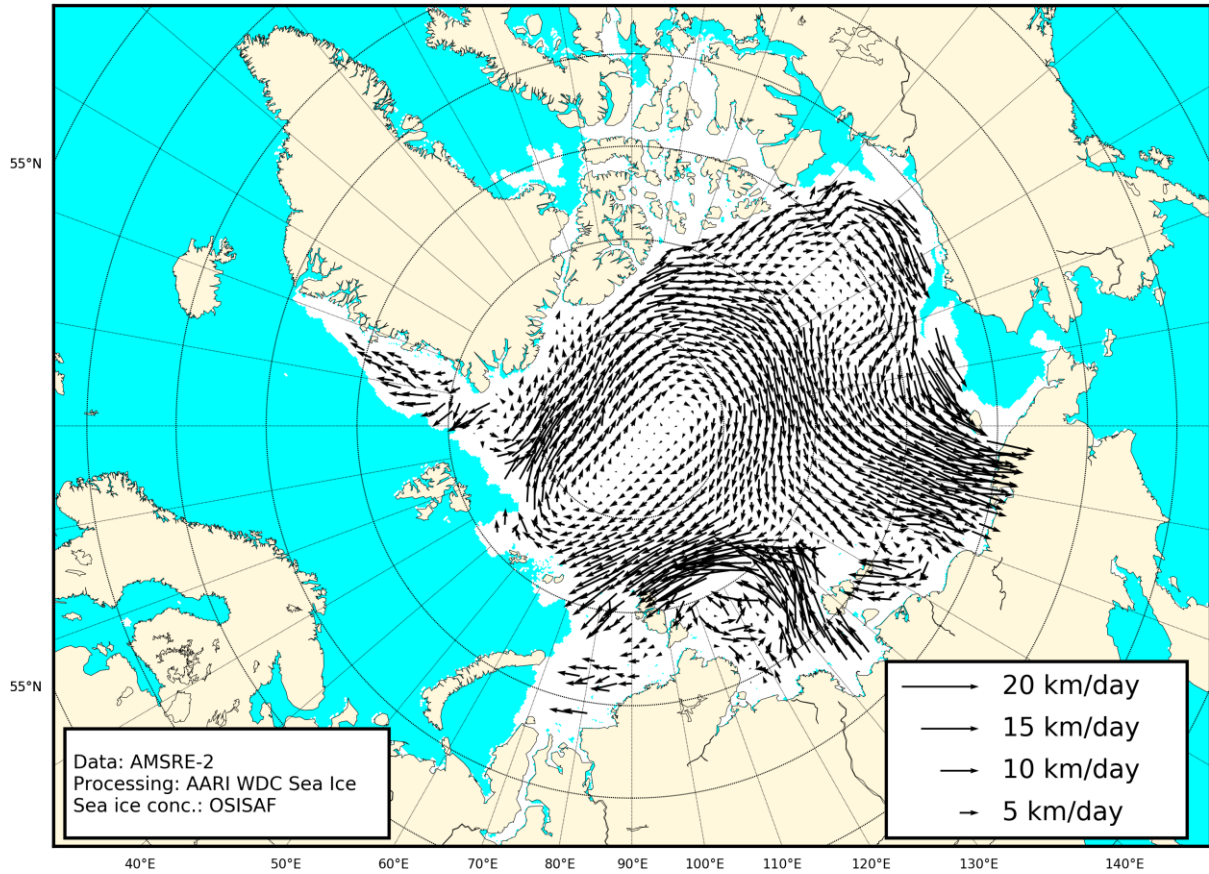 55°N
55°N
Data: AMSRE-2
Processing: AARI WDC Sea Ice
Sea ice conc.: OSISAF
20 km/day
15 km/day
10 km/day
5 km/day
40°E 50°E 60°E 70°E 80°E 90°E 100°E 110°E 120°E 130°E 140°E